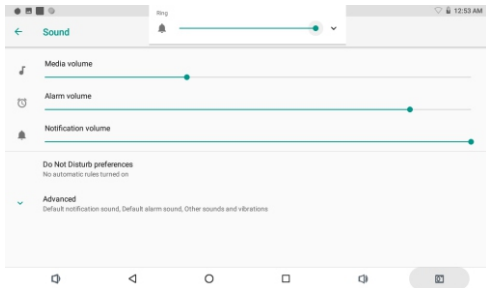 Ring
12:53 AM
Sound
Media volume
Alarm volume
Notification volume
Do Not Disturb preferences
No automatic rules turned on
Advanced
Default notification sound, Default alarm sound, Other sounds and vibrations